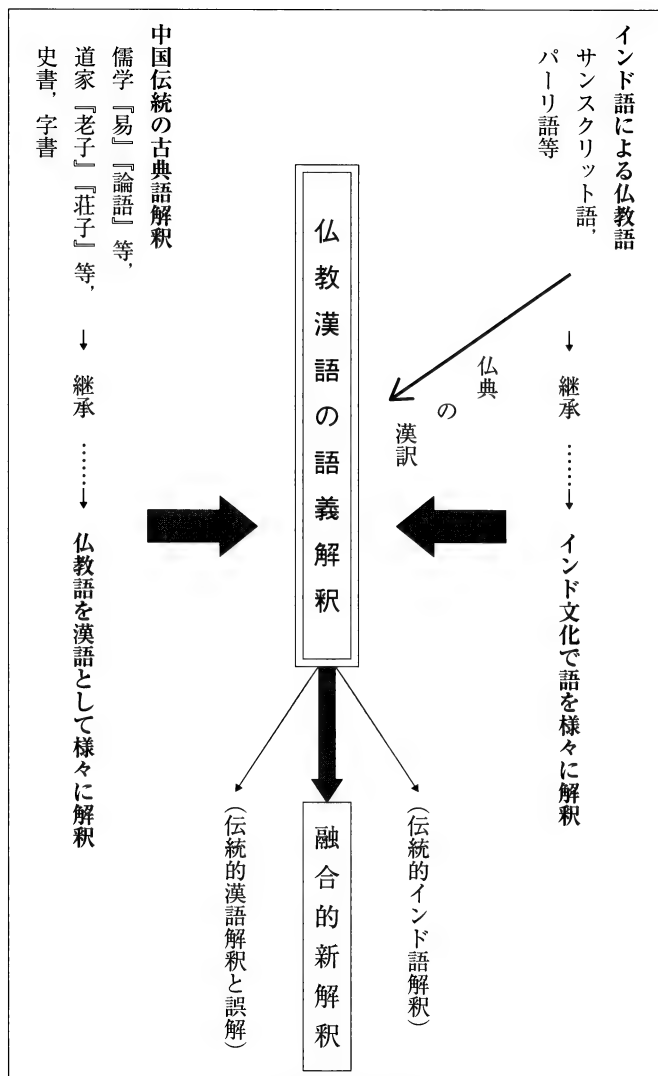 インド語による仏教語
サンスクリット語,
パーリ語等
↓
継承
……↓
インド文化で語を様々に解釈
仏典
の
漢訳
仏教漢語の語義解釈
(伝統的インド語解釈)
融合的新解釈
(伝統的漢語解釈と誤解)
中国伝統の古典語解釈
儒学『易』『論語』等,
道家『老子』『荘子』等,
史書, 字書
↓
継承
……↓
仏教語を漢語として様々に解釈